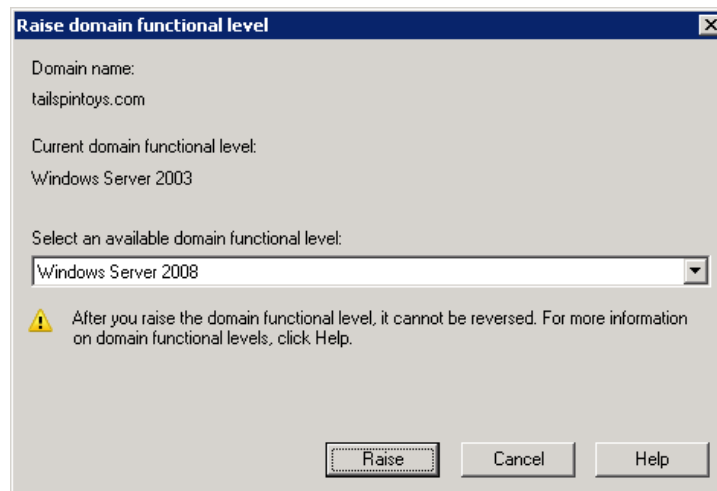 Raise domain functional level
Domain name:
tailspintoys.com
Current domain functional level:
Windows Server 2003
Select an available domain functional level:
Windows Server 2008
After you raise the domain functional level, it cannot be reversed. For more information
on domain functional levels, click Help.
Raise Cancel Help